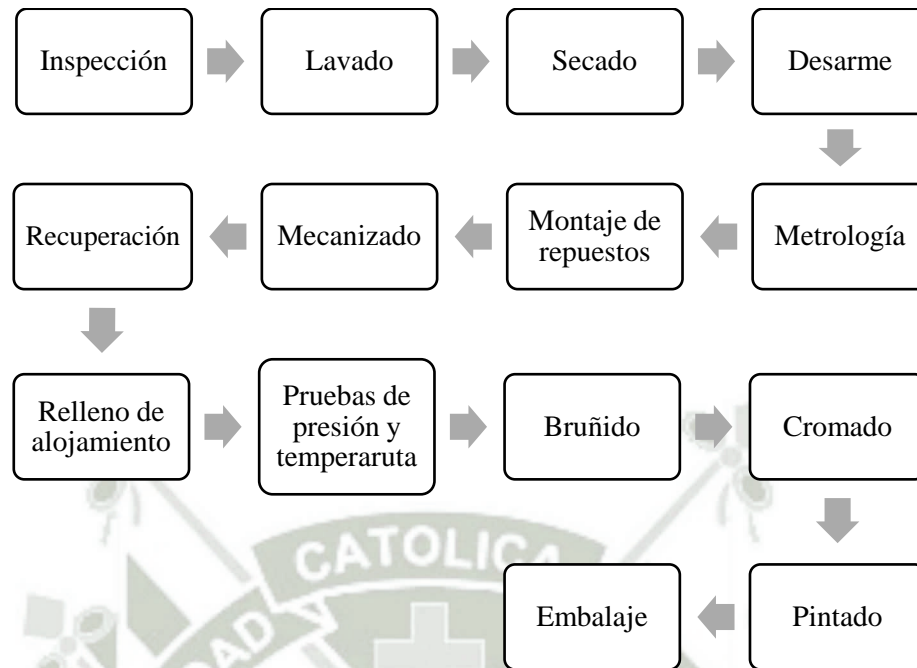 Inspección
Lavado
Secado
Desarme
Metrología
Montaje de
repuestos
Mecanizado
Recuperación
Relleno de
alojamiento
Pruebas de
presión y
temperaruta
Bruñido
Cromado
Pintado
Embalaje
CATOLICA
DAD